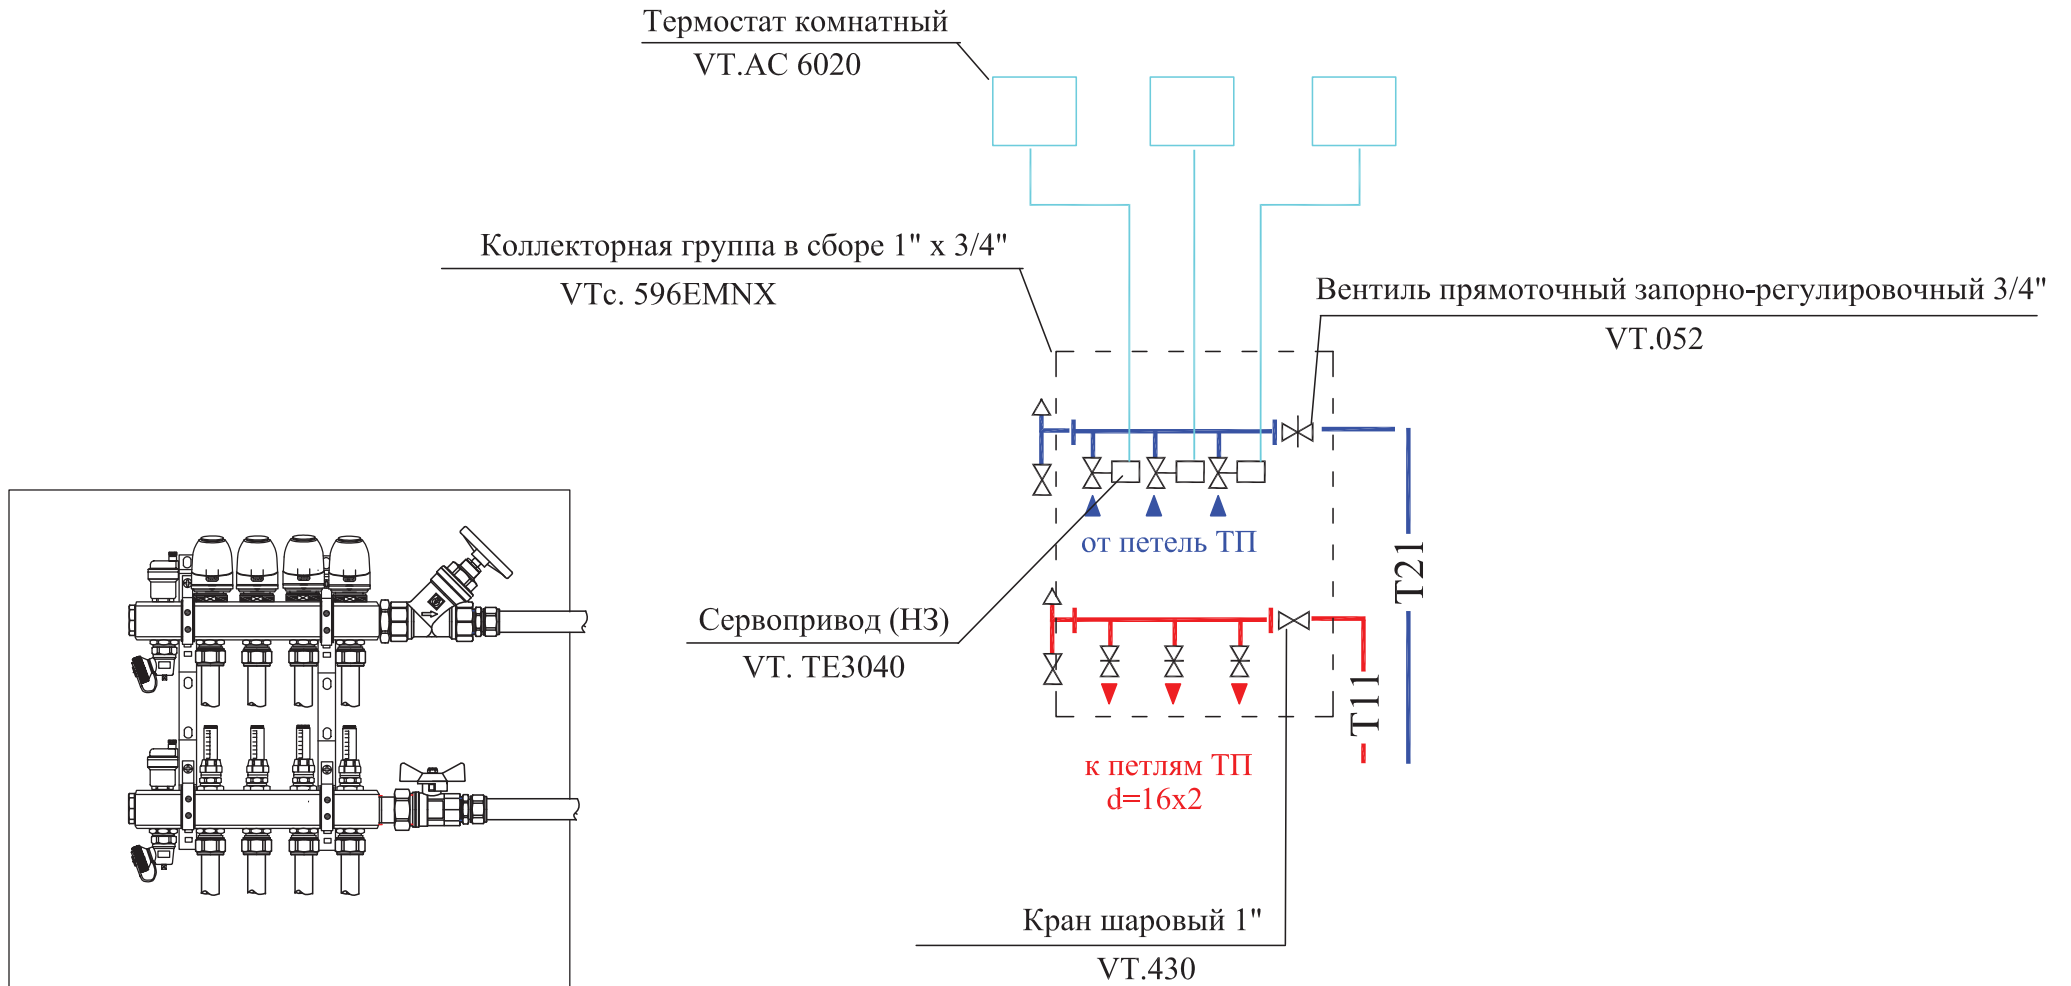 Термостат комнатный
VT.AC 6020
Коллекторная группа в сборе 1" x 3/4"
VTc. 596EMNX
Вентиль прямоточный запорно-регулировочный 3/4"
VT.052
от петель ТП
T21
Сервопривод (НЗ)
VT. TE3040
T11
к петлям ТП
d=16x2
Кран шаровый 1"
VT.430